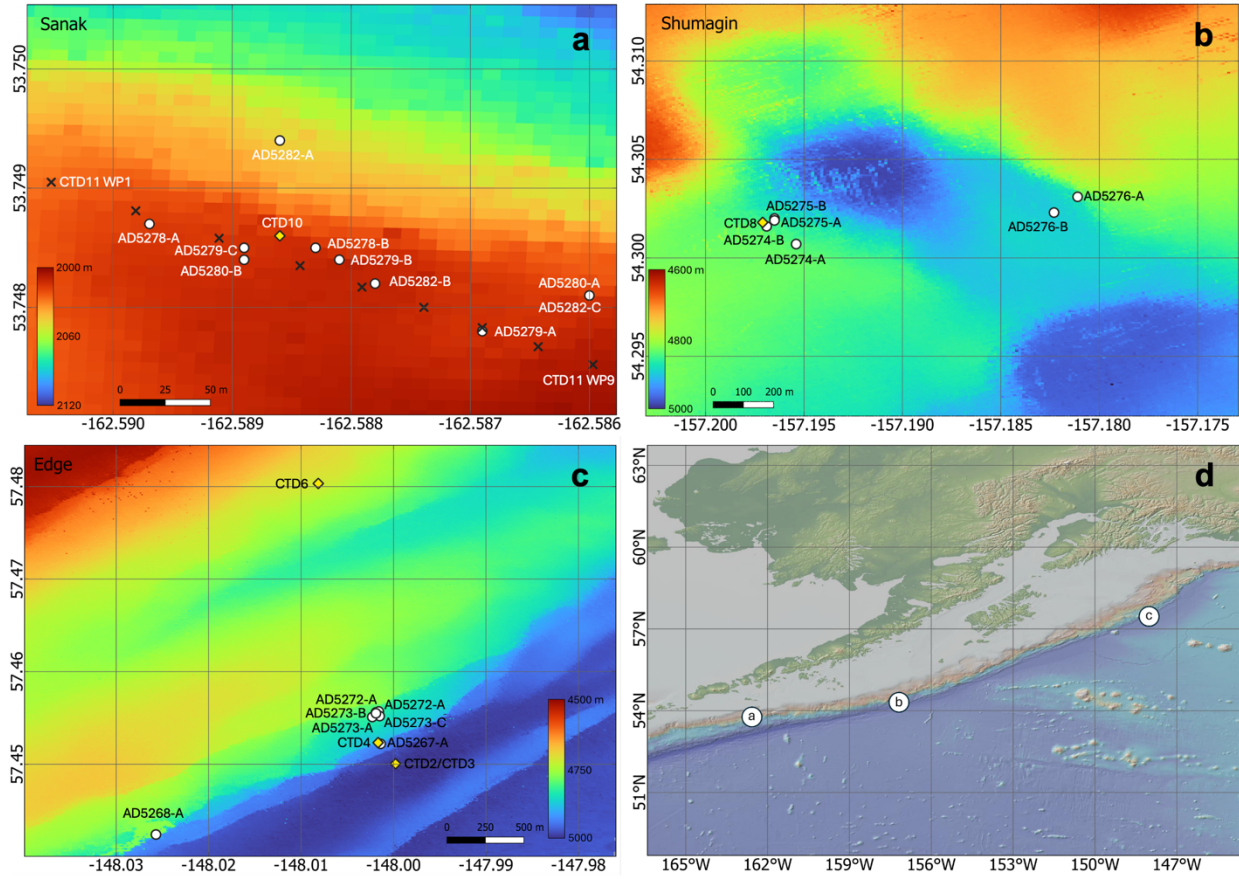 Sanak
a
53.750
53.749
53.748
AD5282-A
CTD11 WP1
AD5278-A
CTD10
AD5279-C
AD5280-B
AD5278-B
AD5279-B
AD5282-B
AD5280-A
AD5282-C
AD5279-A
CTD11 WP9
2000 m
2060
2120
0 25 50 m
-162.590 -162.589 -162.588 -162.587 -162.586
Shumagin
b
54.310
54.305
54.300
54.295
AD5275-B
CTD8
AD5275-A
AD5274-B
AD5274-A
AD5276-A
AD5276-B
4600 m
4800
5000
0 100 200 m
-157.200 -157.195 -157.190 -157.185 -157.180 -157.175
Edge
c
57.48
57.47
57.46
57.45
CTD6
AD5272-A
AD5272-A
AD5273-B
AD5273-C
AD5273-A
CTD4
AD5267-A
CTD2/CTD3
AD5268-A
4500 m
4750
5000
0 250 500 m
-148.03 -148.02 -148.01 -148.00 -147.99 -147.98
d
63°N
60°N
57°N
54°N
51°N
a
b
c
165°W 162°W 159°W 156°W 153°W 150°W 147°W